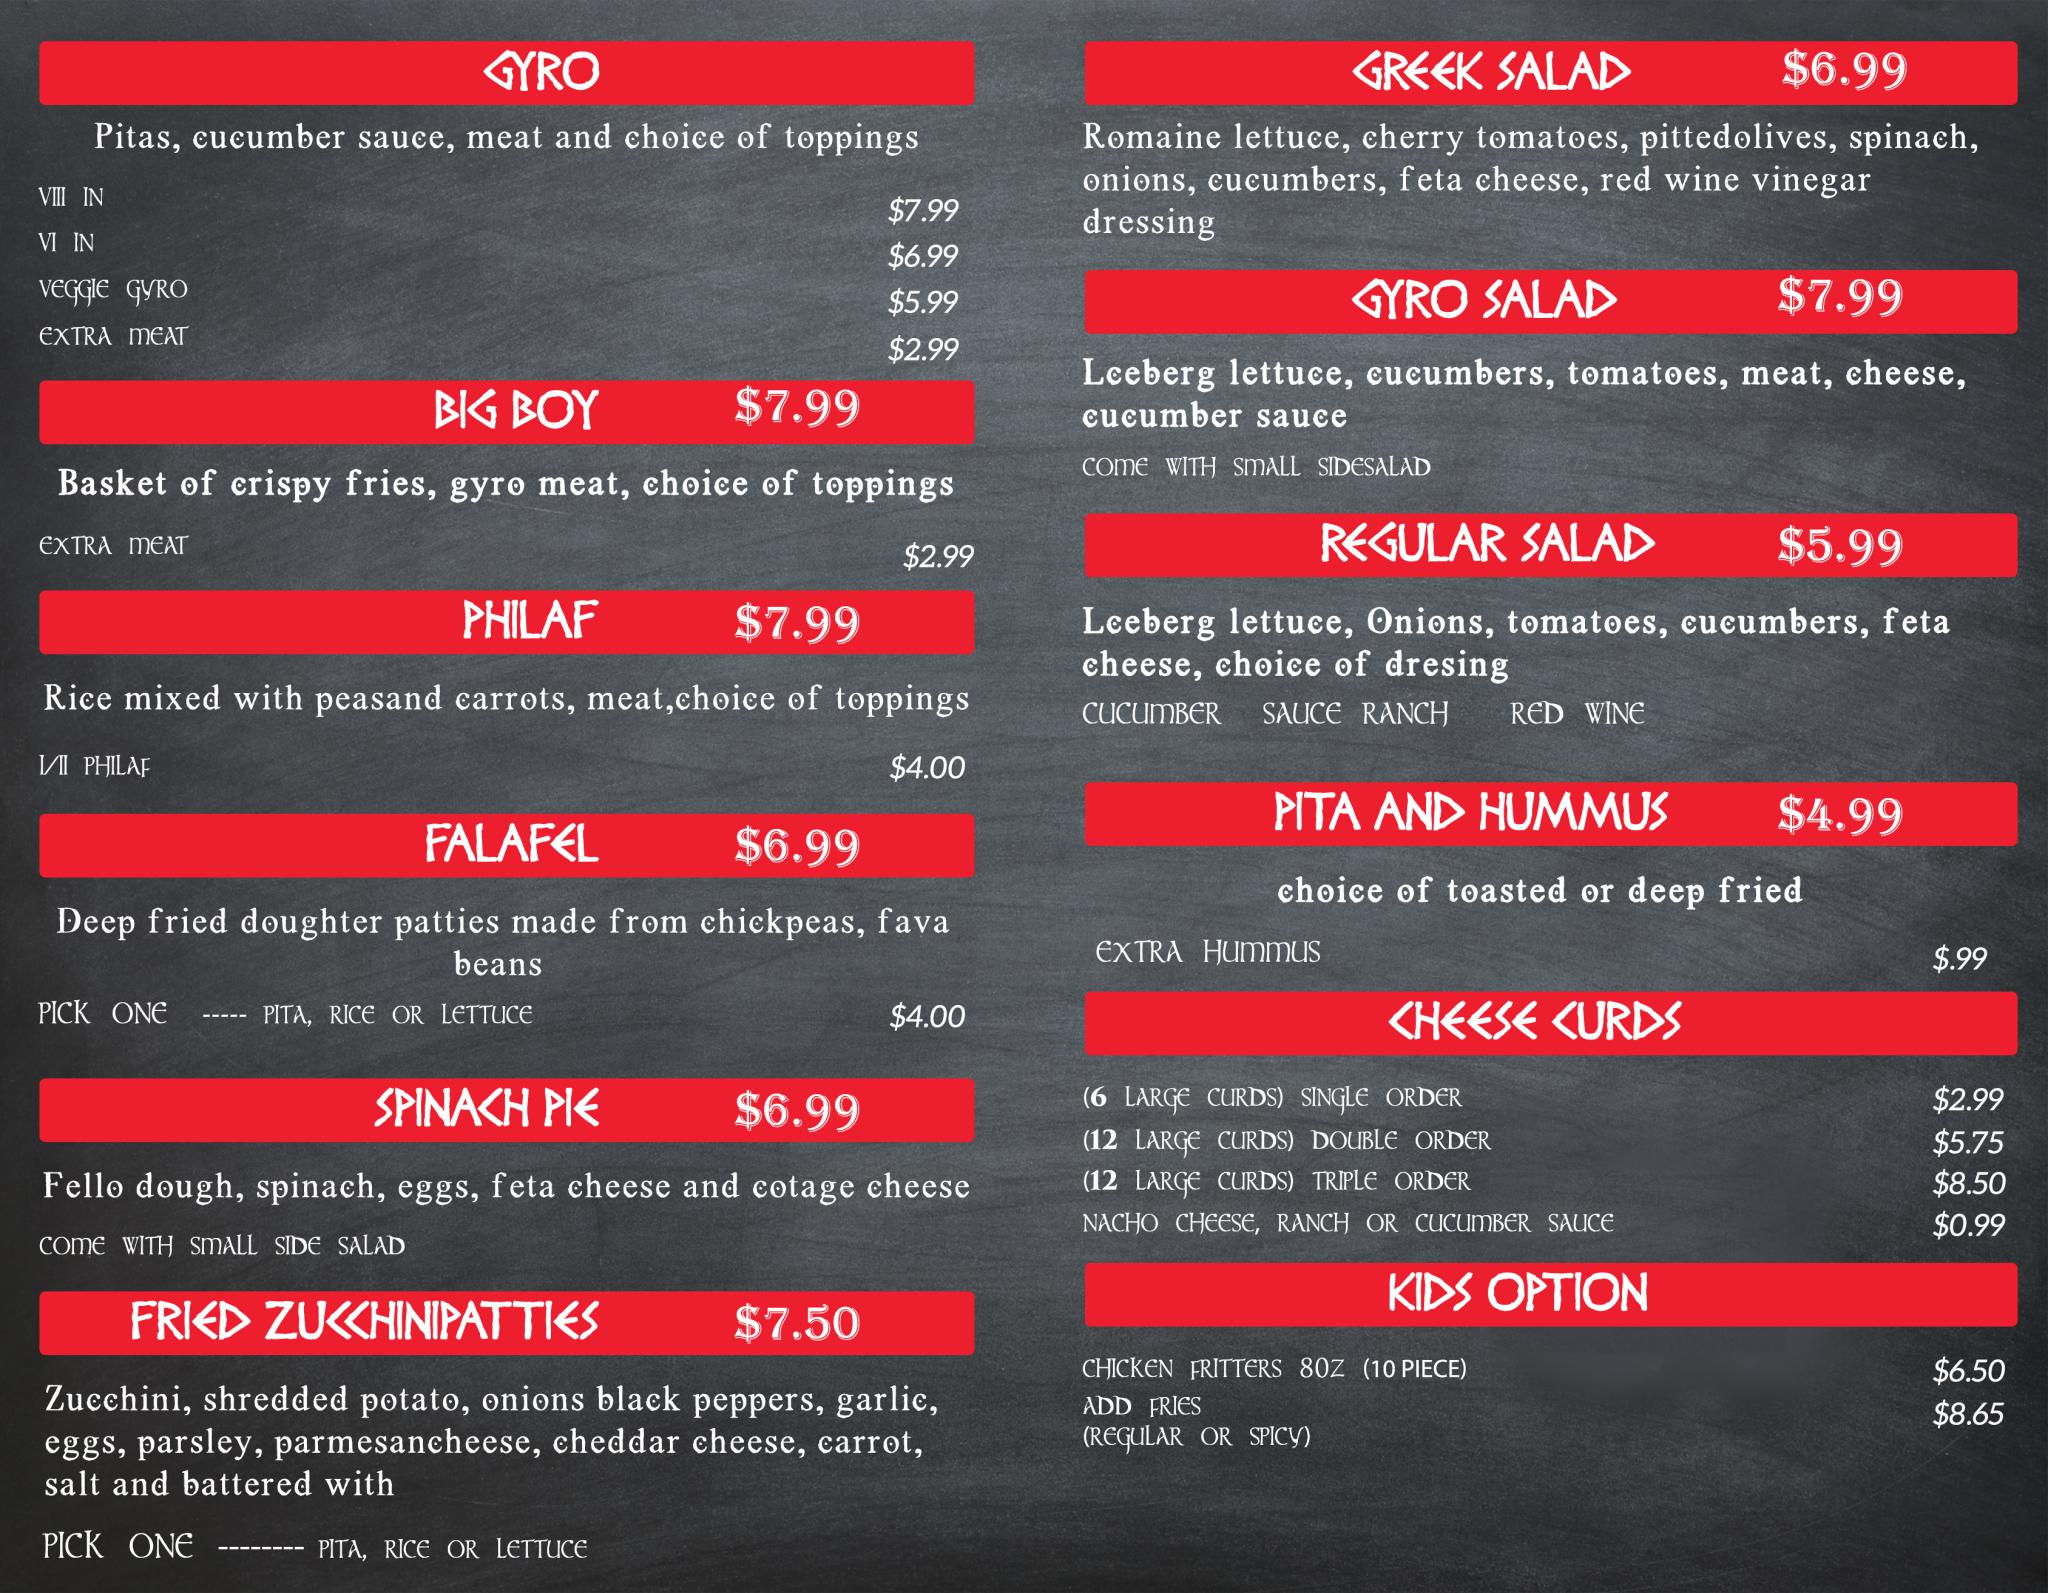 GYRO
Pitas, cucumber sauce, meat and choice of toppings
VIII IN $7.99
VI IN $6.99
VEGGIE GYRO $5.99
EXTRA MEAT $2.99
BIG BOY $7.99
Basket of crispy fries, gyro meat, choice of toppings
EXTRA MEAT $2.99
PHILAF $7.99
Rice mixed with peasand carrots, meat,choice of toppings
I/II PHILAF $4.00
FALAFEL $6.99
Deep fried doughter patties made from chickpeas, fava
beans
PICK ONE ----- PITA, RICE OR LETTUCE $4.00
SPINACH PIE $6.99
Fello dough, spinach, eggs, feta cheese and cotage cheese
COME WITH SMALL SIDE SALAD
FRIED ZUCCHINIPATTIES $7.50
Zucchini, shredded potato, onions black peppers, garlic,
eggs, parsley, parmesancheese, cheddar cheese, carrot,
salt and battered with
PICK ONE -------- PITA, RICE OR LETTUCE
GREEK SALAD $6.99
Romaine lettuce, cherry tomatoes, pittedolives, spinach,
onions, cucumbers, feta cheese, red wine vinegar
dressing
GYRO SALAD $7.99
Lceberg lettuce, cucumbers, tomatoes, meat, cheese,
cucumber sauce
COME WITH SMALL SIDESALAD
REGULAR SALAD $5.99
Lceberg lettuce, Onions, tomatoes, cucumbers, feta
cheese, choice of dresing
CUCUMBER SAUCE RANCH RED WINE
PITA AND HUMMUS $4.99
choice of toasted or deep fried
EXTRA HUMMUS $.99
CHEESE CURDS
(6 LARGE CURDS) SINGLE ORDER $2.99
(12 LARGE CURDS) DOUBLE ORDER $5.75
(12 LARGE CURDS) TRIPLE ORDER $8.50
NACHO CHEESE, RANCH OR CUCUMBER SAUCE $0.99
KIDS OPTION
CHICKEN FRITTERS 8OZ (10 PIECE) $6.50
ADD FRIES $8.65
(REGULAR OR SPICY)